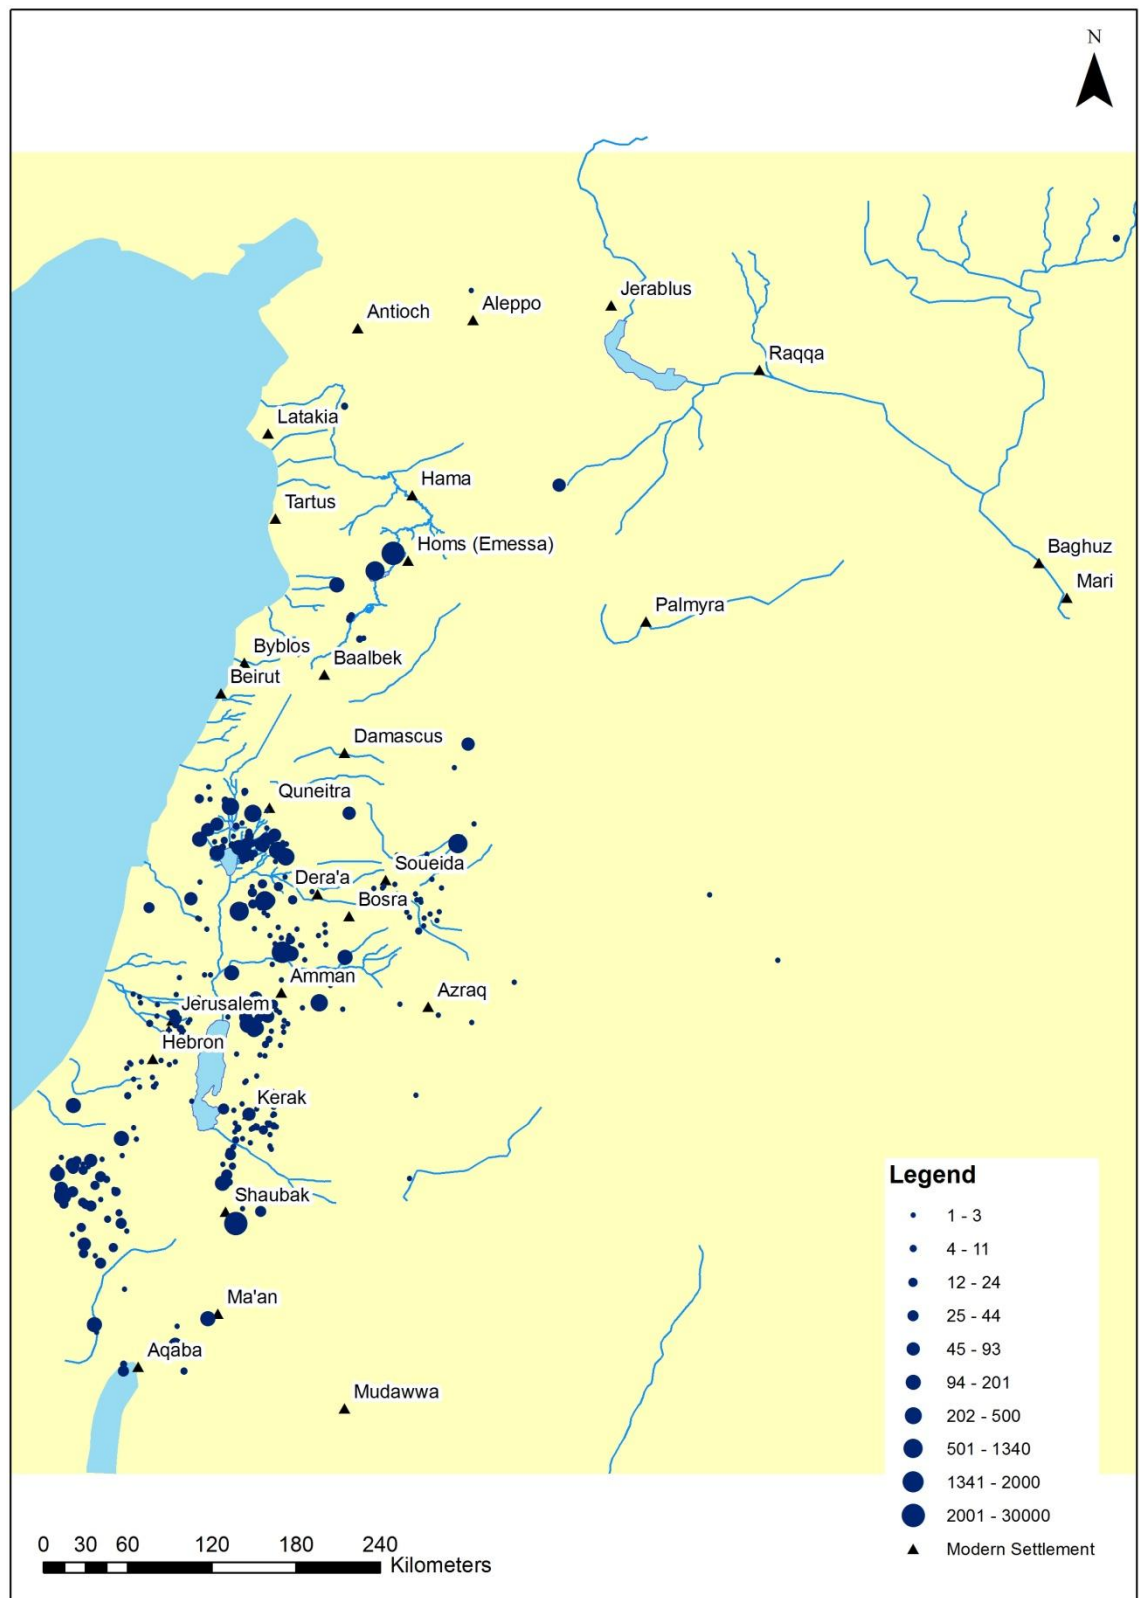 N
Jerablus
Antioch
Aleppo
Raqqa
Latakia
Hama
Tartus
Homs (Emessa)
Baghuz
Mari
Palmyra
Byblos
Baalbek
Beirut
Damascus
Quneitra
Soueida
Dera'a
Bosra
Amman
Azraq
Jerusalem
Hebron
Kerak
Shaubak
Ma'an
Aqaba
Mudawwa
Legend
1 - 3
4 - 11
12 - 24
25 - 44
45 - 93
94 - 201
202 - 500
501 - 1340
1341 - 2000
2001 - 30000
Modern Settlement
0 30 60 120 180 240
Kilometers